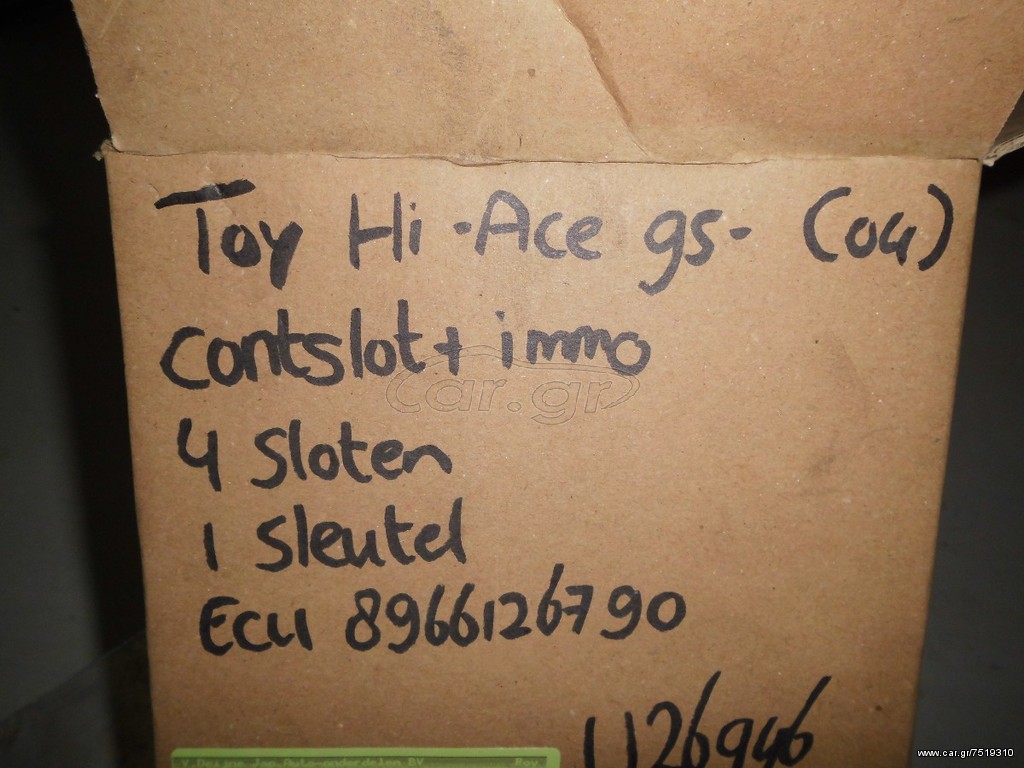 Toy Hi-Ace 95- (04)
contslot + immo
car.gr
4 Sloten
1 Sleutel
ECU 8966126790
1126946
www.car.gr/7519310